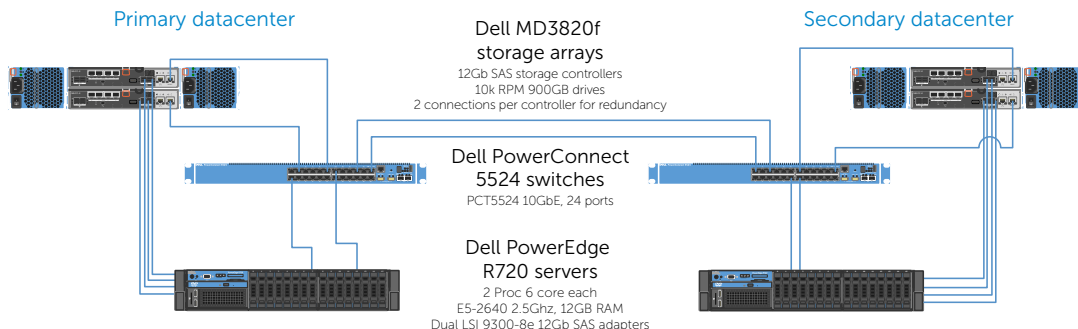 Primary datacenter
Secondary datacenter
Dell MD3820f
storage arrays
12Gb SAS storage controllers
10k RPM 900GB drives
2 connections per controller for redundancy
Dell PowerConnect
5524 switches
PCT5524 10GbE, 24 ports
Dell PowerEdge
R720 servers
2 Proc 6 core each
E5-2640 2.5Ghz, 12GB RAM
Dual LSI 9300-8e 12Gb SAS adapters